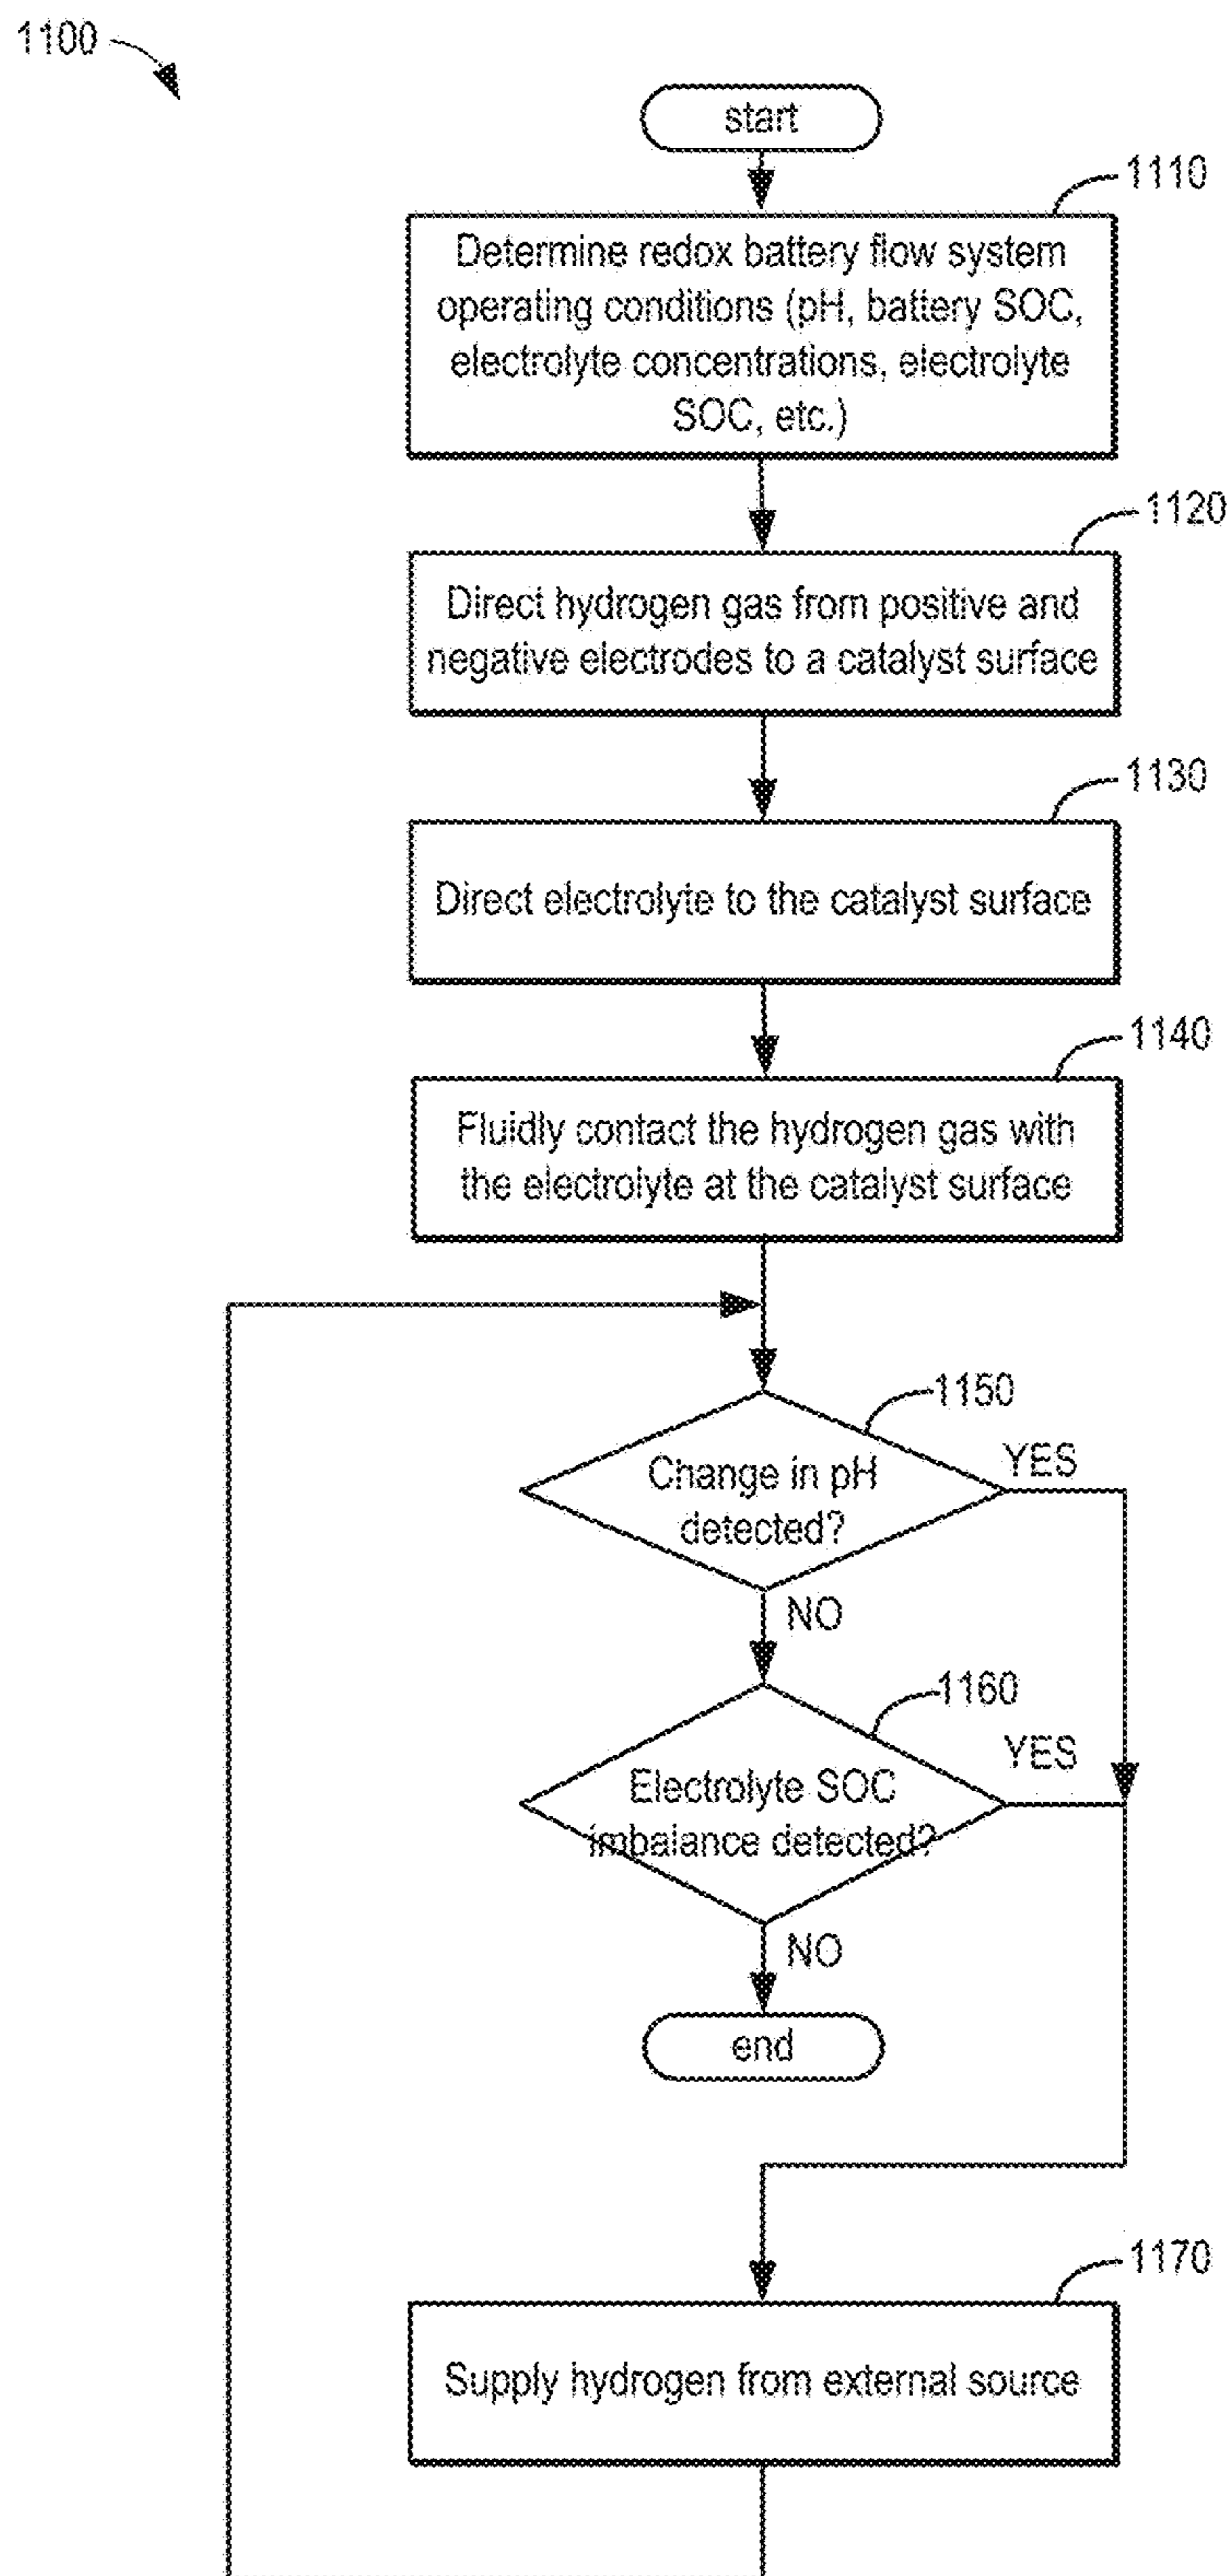 1100
start
1110
Determine redox battery flow system
operating conditions (pH, battery SOC,
electrolyte concentrations, electrolyte
SOC, etc.)
1120
Direct hydrogen gas from positive and
negative electrodes to a catalyst surface
1130
Direct electrolyte to the catalyst surface
1140
Fluidly contact the hydrogen gas with
the electrolyte at the catalyst surface
1150
Change in pH
detected?
YES
NO
1160
Electrolyte SOC
imbalance detected?
YES
NO
end
1170
Supply hydrogen from external source